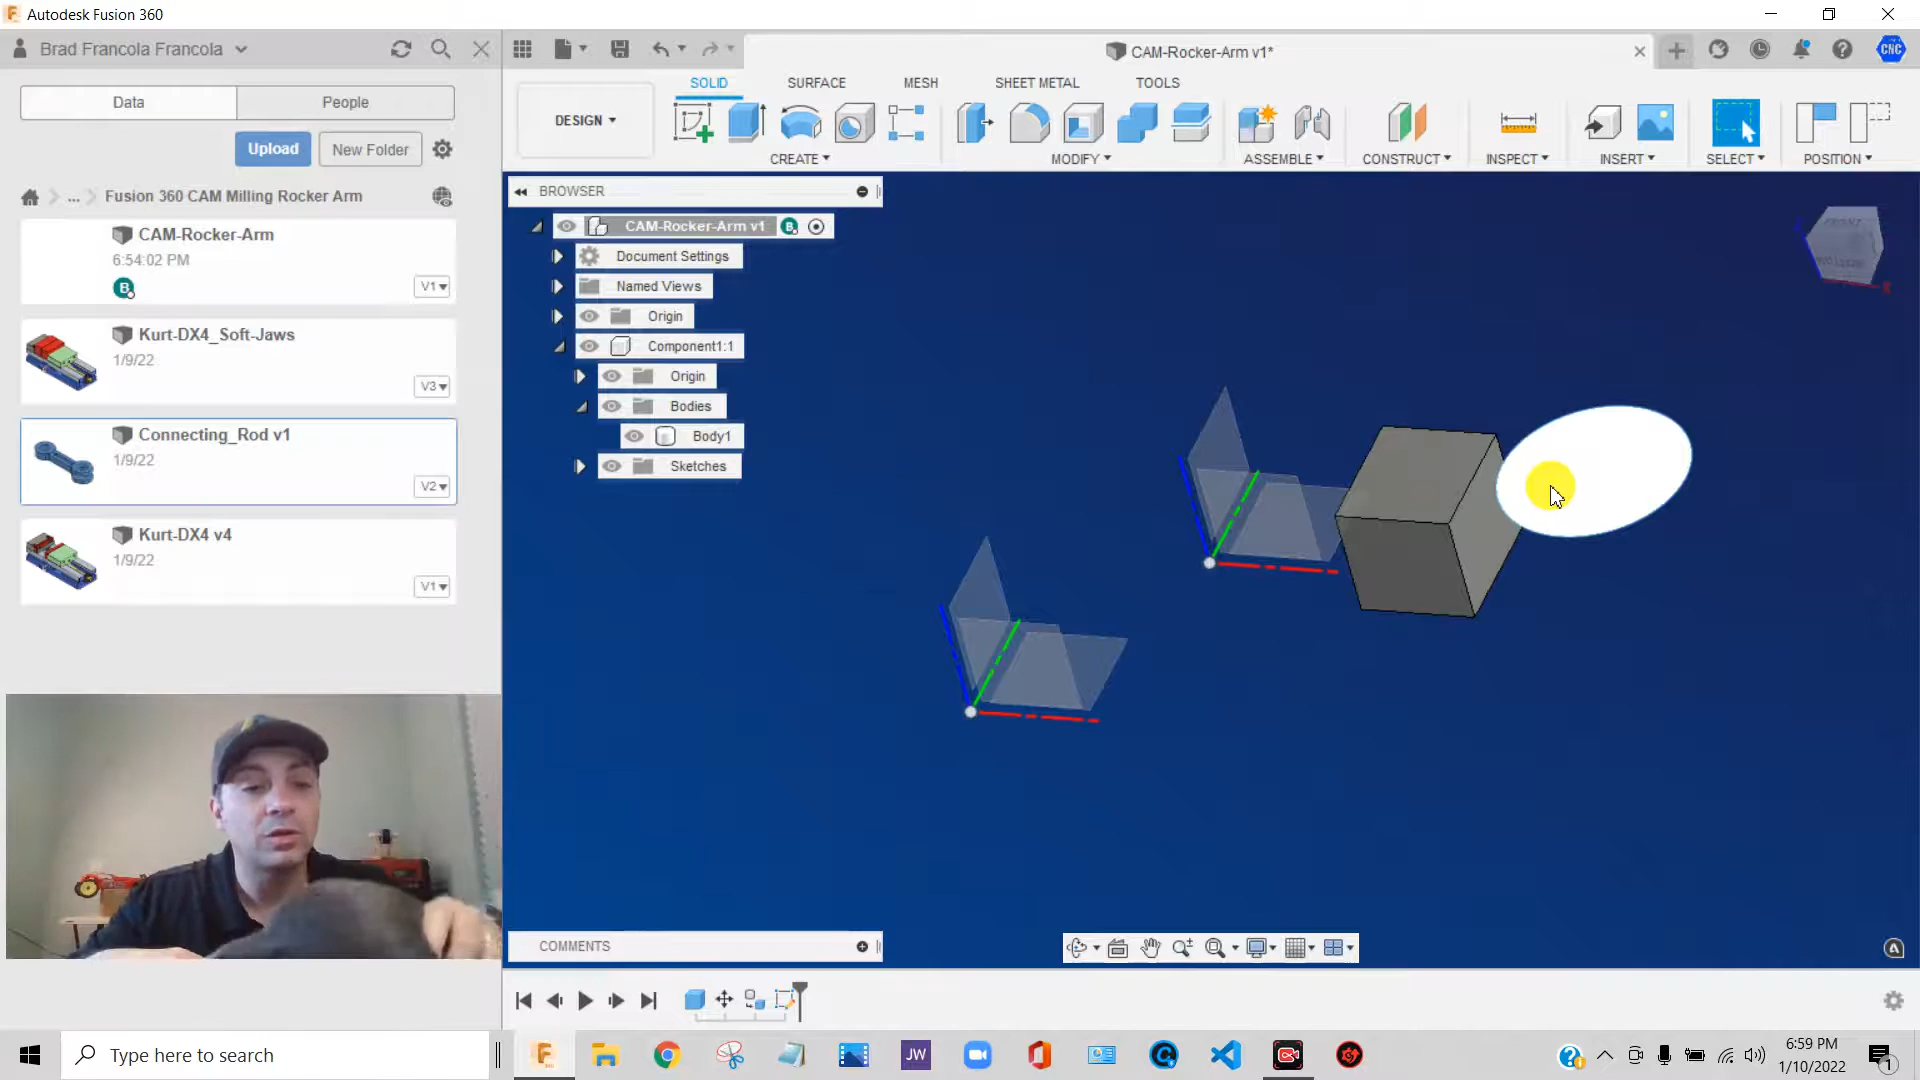 Autodesk Fusion 360
Brad Francola Francola
CAM-Rocker-Arm v1*
CNC
Data
People
SOLID
SURFACE
MESH
SHEET METAL
TOOLS
DESIGN
Upload
New Folder
CREATE
MODIFY
ASSEMBLE
CONSTRUCT
INSPECT
INSERT
SELECT
POSITION
... Fusion 360 CAM Milling Rocker Arm
BROWSER
CAM-Rocker-Arm
6:54:02 PM
B
V1
CAM-Rocker-Arm v1
B
Document Settings
Named Views
Origin
Component1:1
Origin
Bodies
Body1
Sketches
Kurt-DX4_Soft-Jaws
1/9/22
V3
Connecting_Rod v1
1/9/22
V2
Kurt-DX4 v4
1/9/22
V1
COMMENTS
Type here to search
JW
6:59 PM
1/10/2022
1